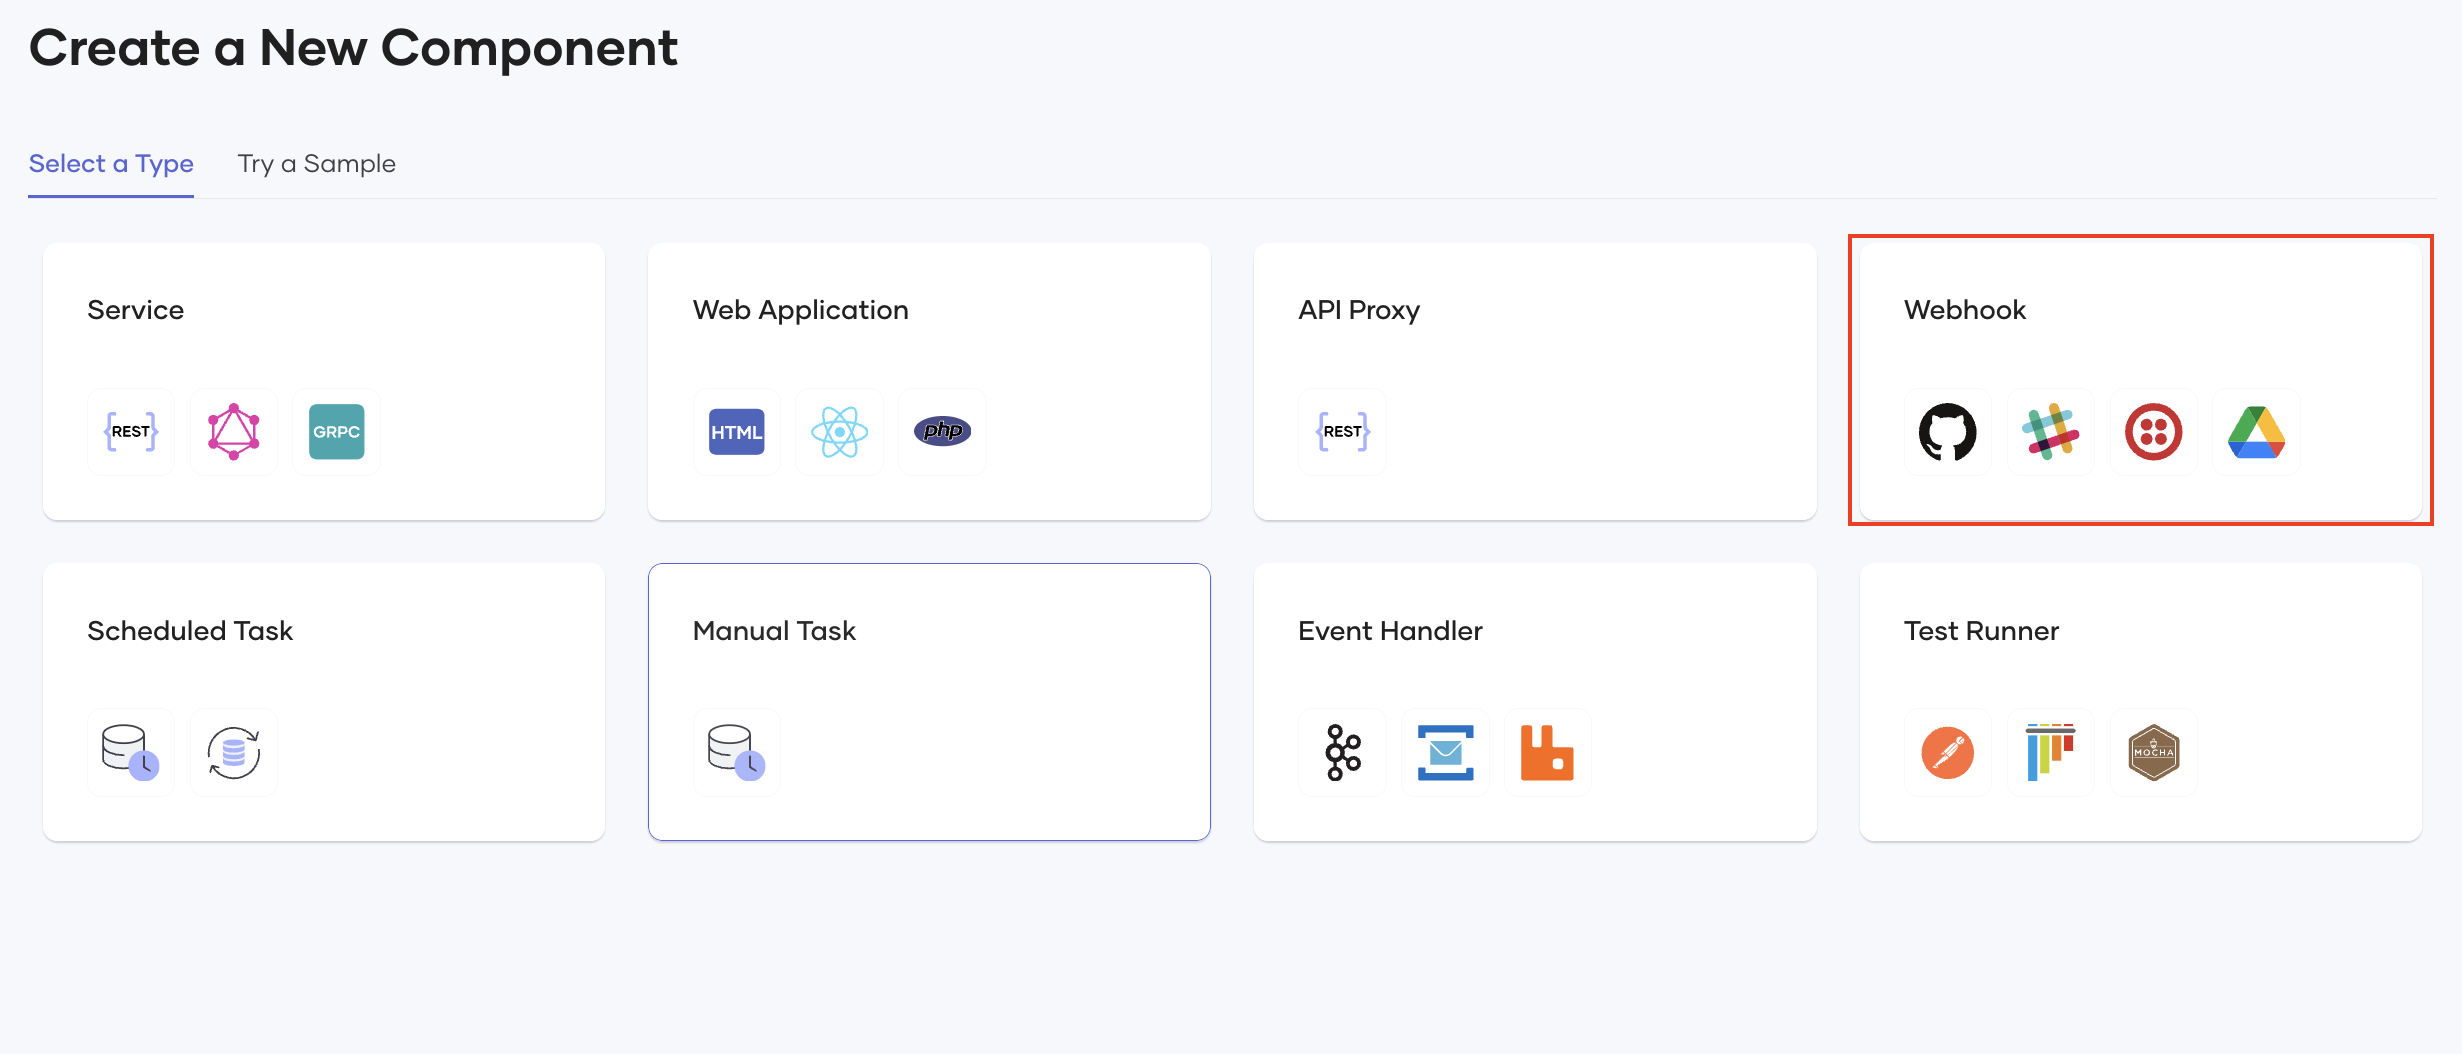 Create a New Component
Select a Type
Try a Sample
Service
Web Application
API Proxy
Webhook
{REST}
GRPC
HTML
php
{REST}
Scheduled Task
Manual Task
Event Handler
Test Runner
MOCHA